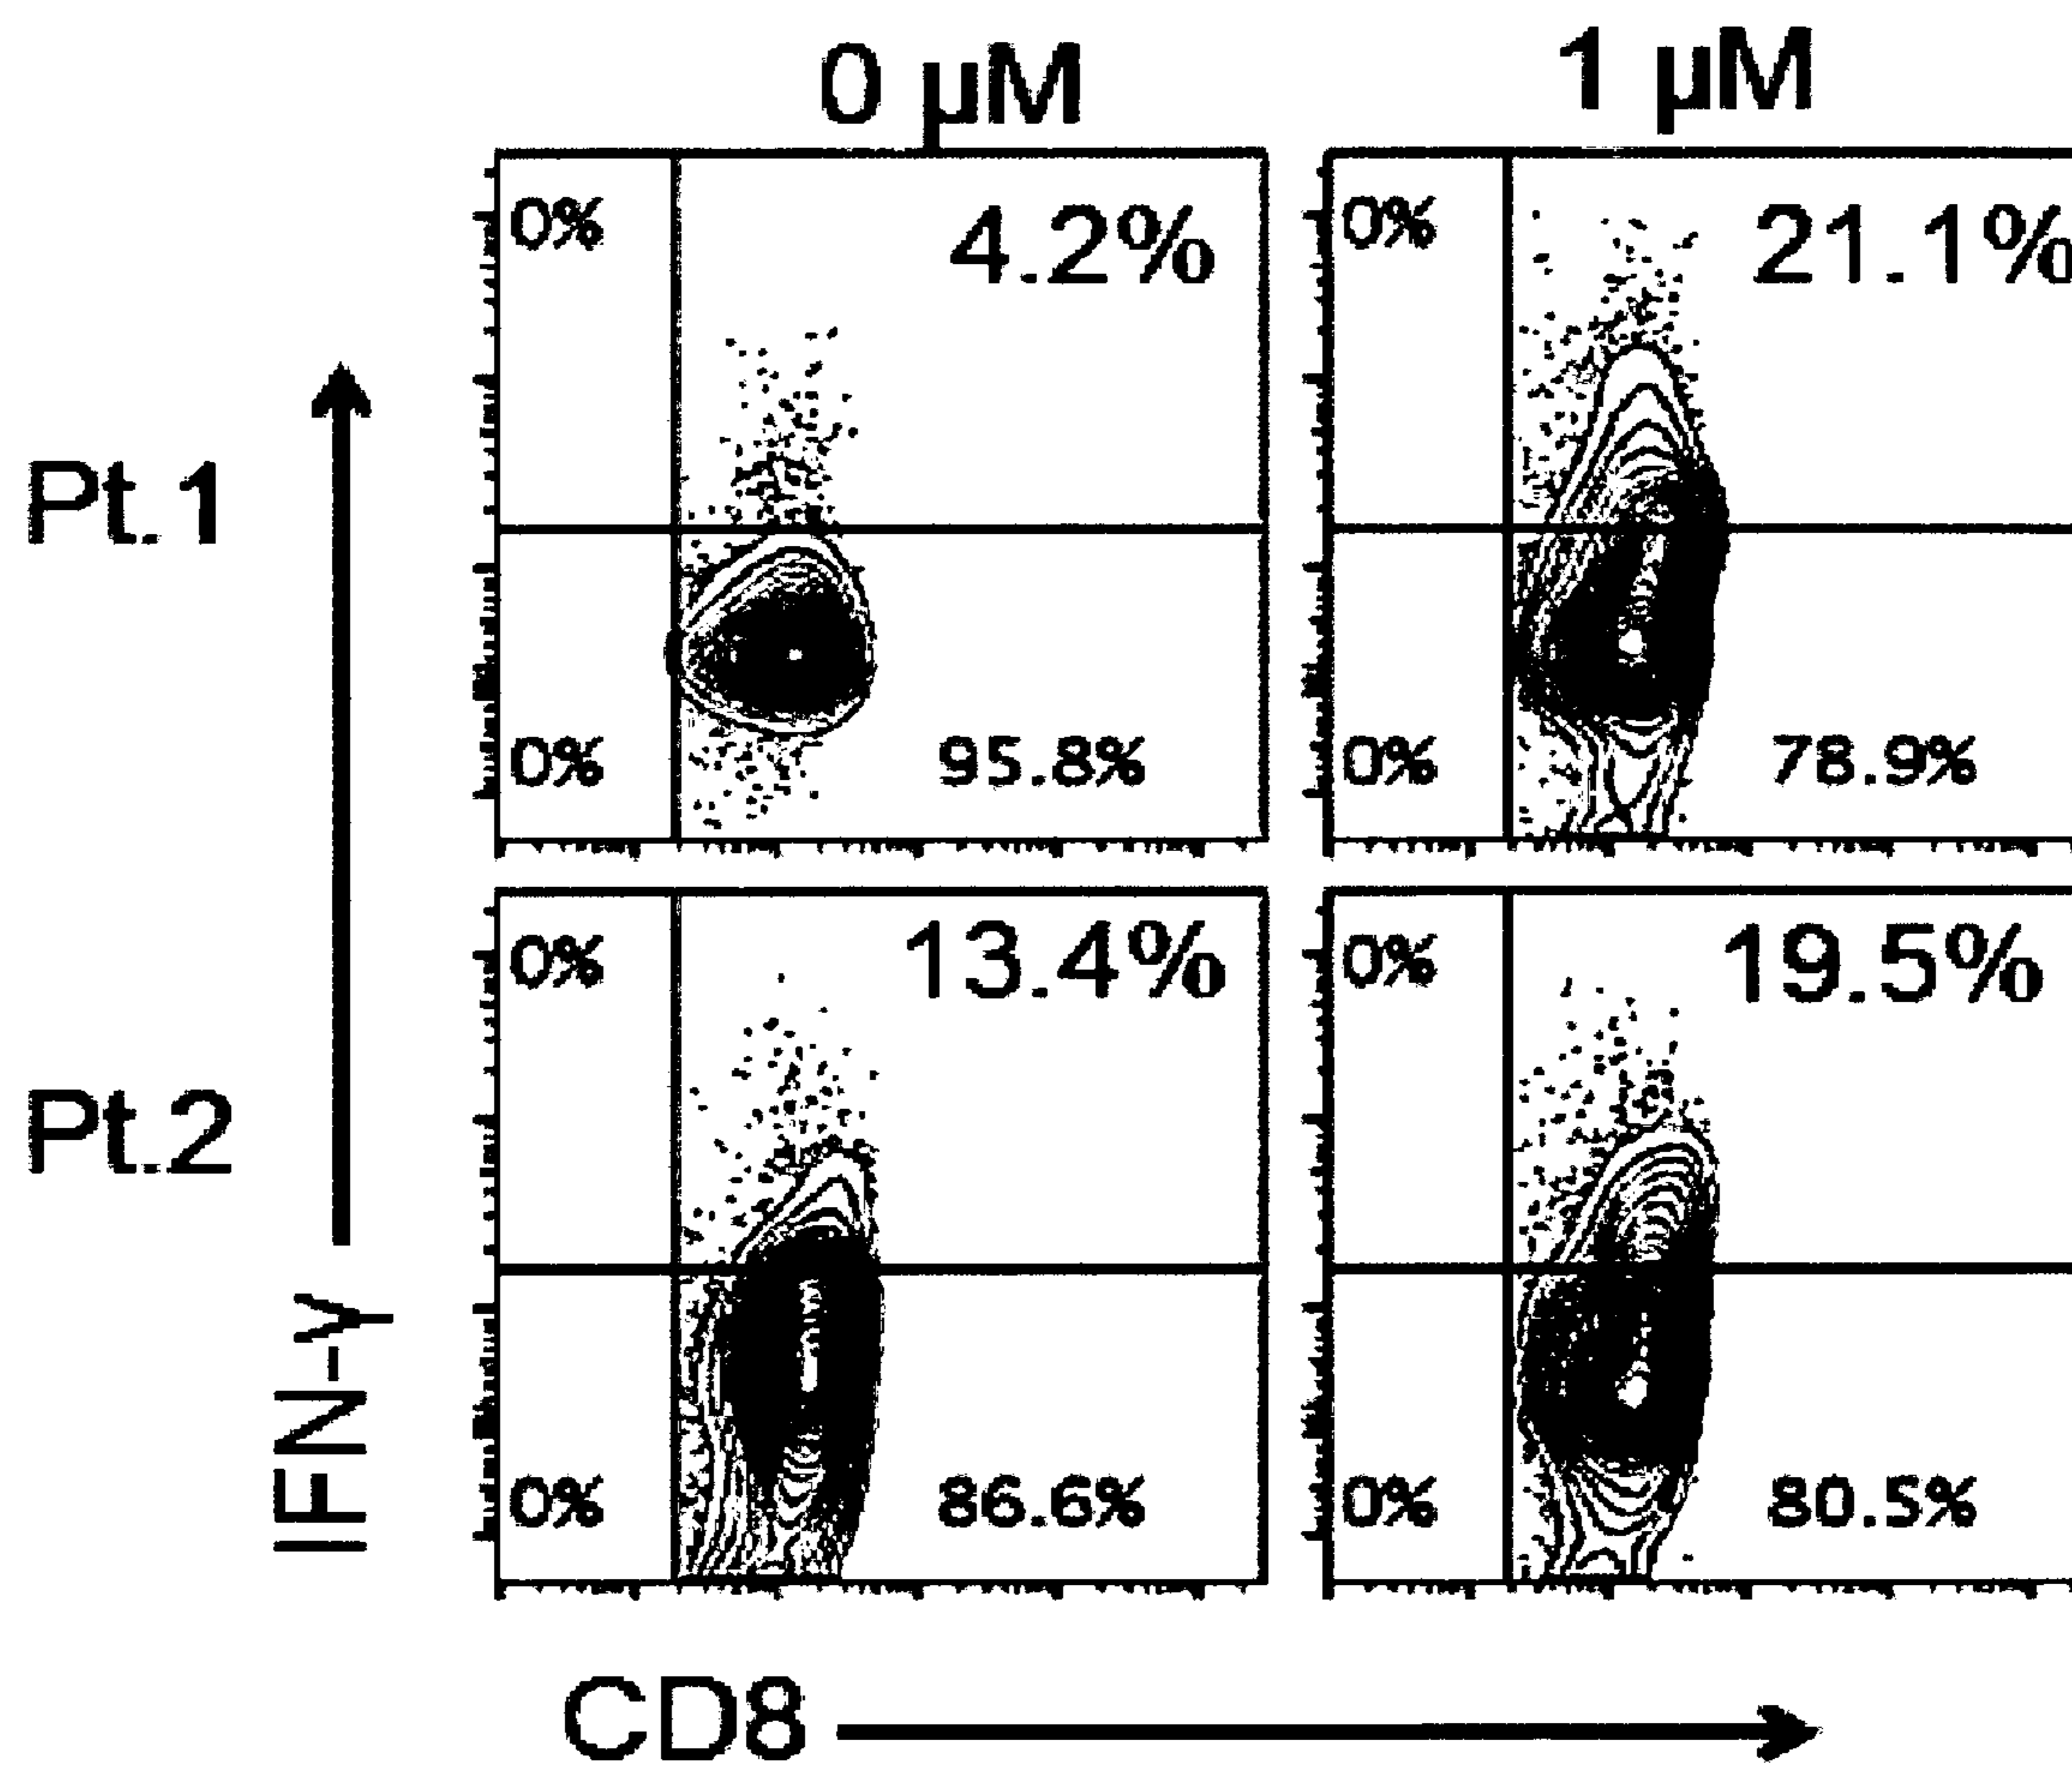 0 µM 1 µM
0% 4.2% 0% 21.1%
Pt.1
0% 95.8% 0% 78.9%
0% 13.4% 0% 19.5%
Pt.2
IFN-γ
0% 86.6% 0% 80.5%
CD8